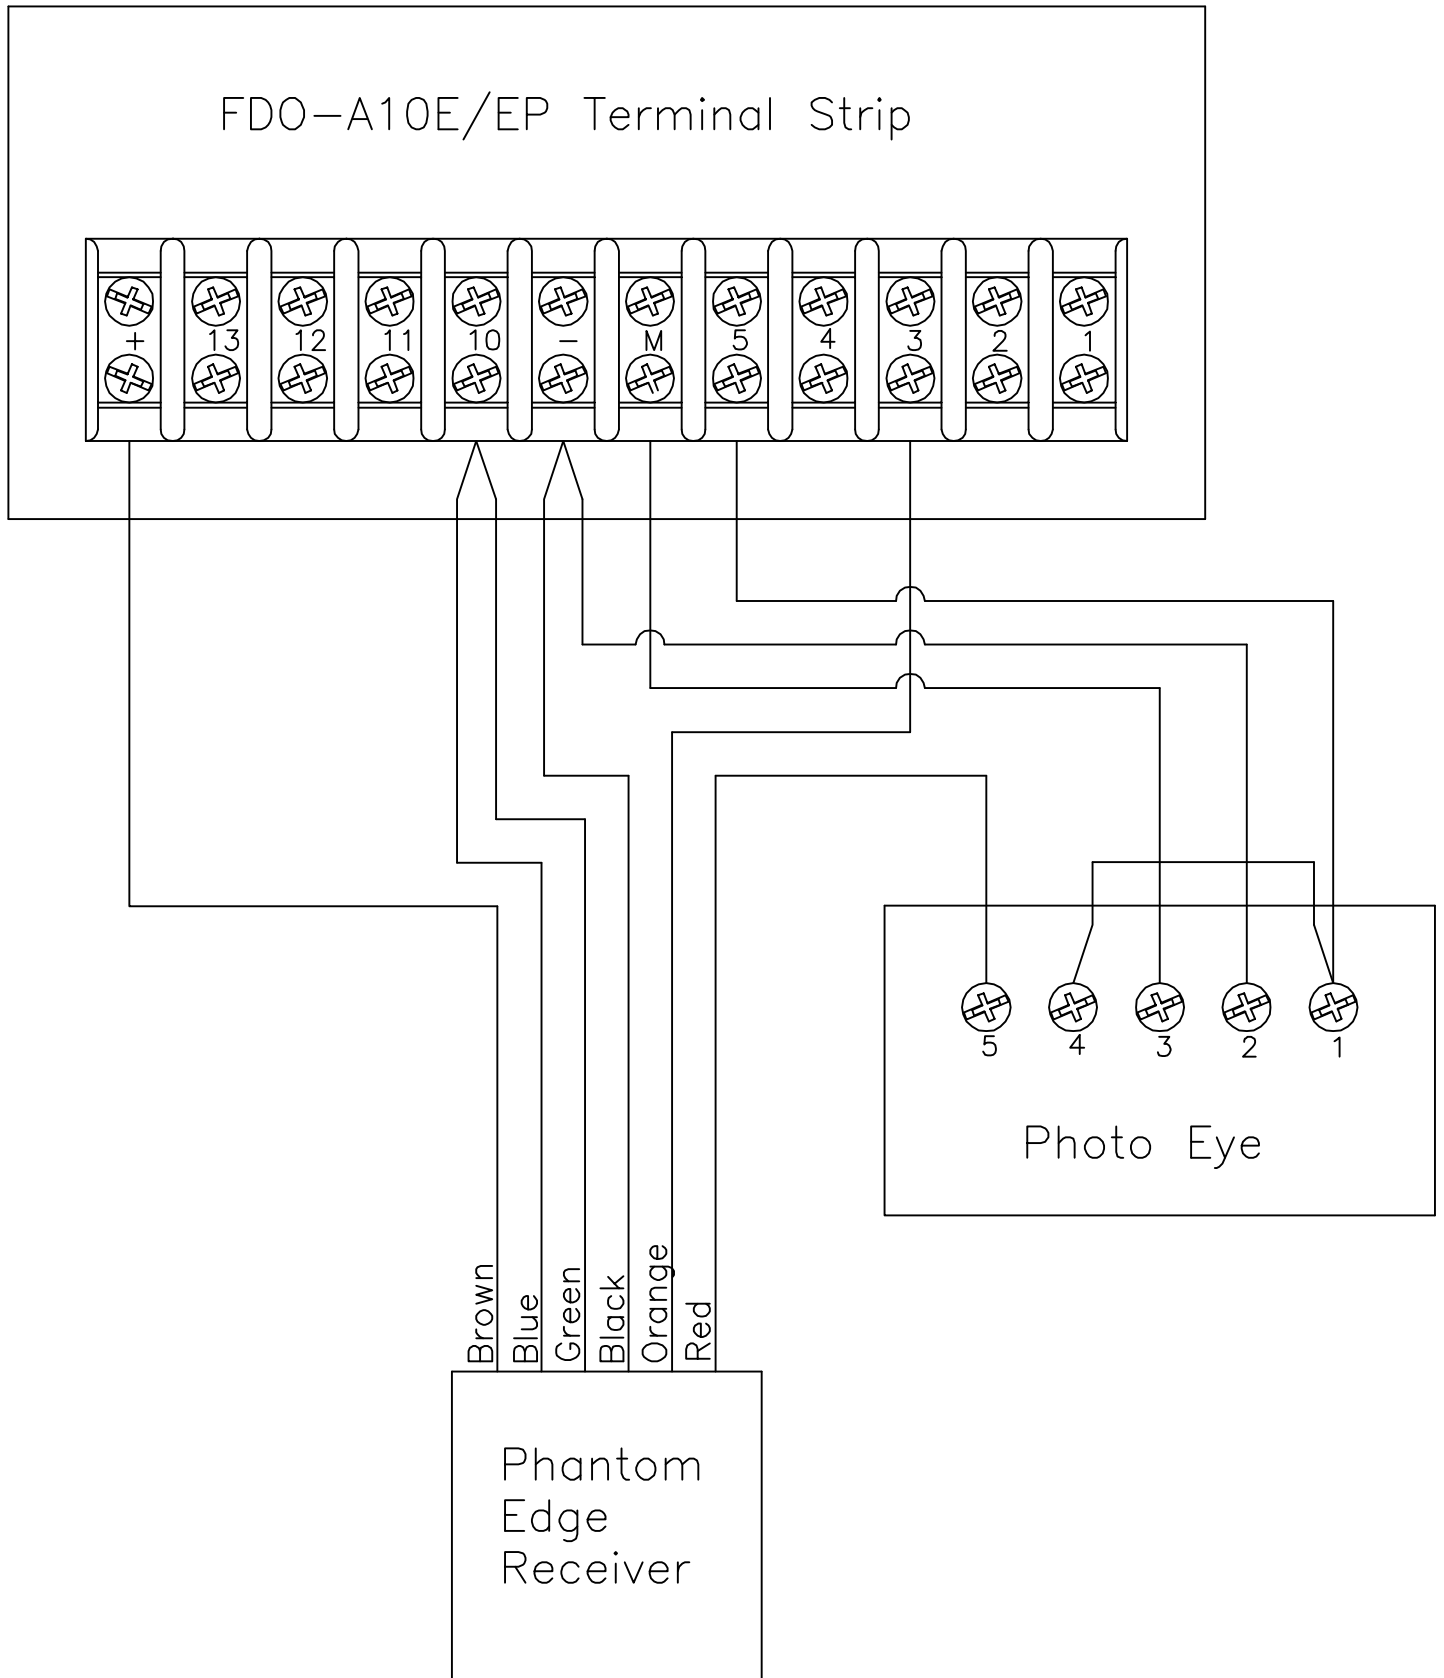 FDO-A10E/EP Terminal Strip
+ 13 12 11 10 - M 5 4 3 2 1
5 4 3 2 1
Photo Eye
Brown
Blue
Green
Black
Orange
Red
Phantom
Edge
Receiver